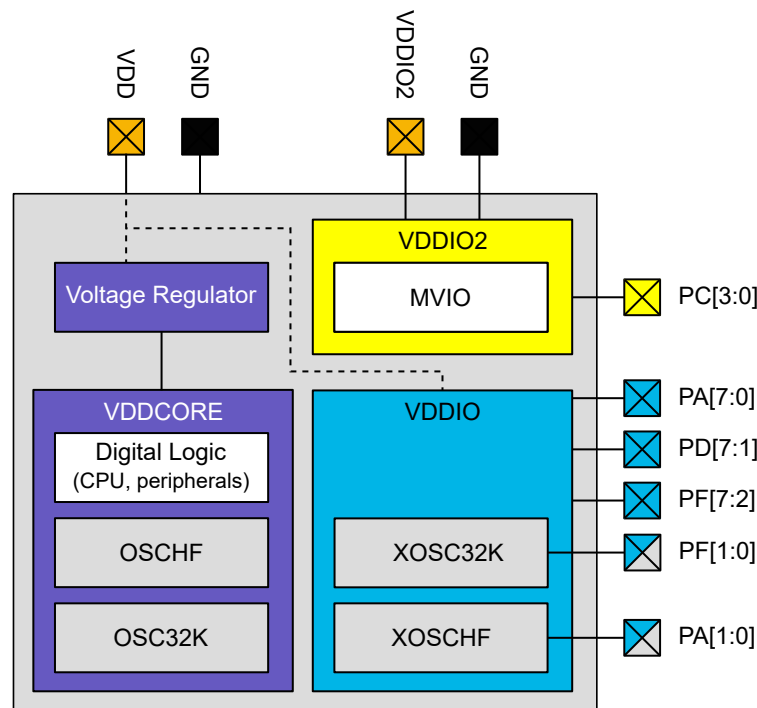 VDD
GND
VDDIO2
GND
VDDIO2
MVIO
Voltage Regulator
PC[3:0]
VDDCORE
Digital Logic
(CPU, peripherals)
OSCHF
OSC32K
VDDIO
XOSC32K
XOSCHF
PA[7:0]
PD[7:1]
PF[7:2]
PF[1:0]
PA[1:0]